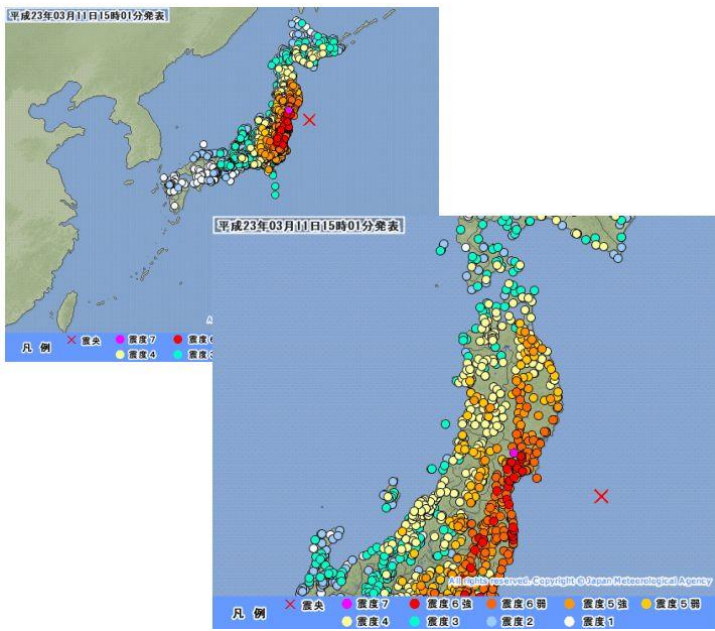 平成23年03月11日15時01分発表
凡 例
震央
震度7
震度4
震度3
平成23年03月11日15時01分発表
All rights reserved. Copyright © Japan Meteorological Agency
凡 例
震央
震度7
震度6強
震度6弱
震度5強
震度5弱
震度4
震度3
震度2
震度1